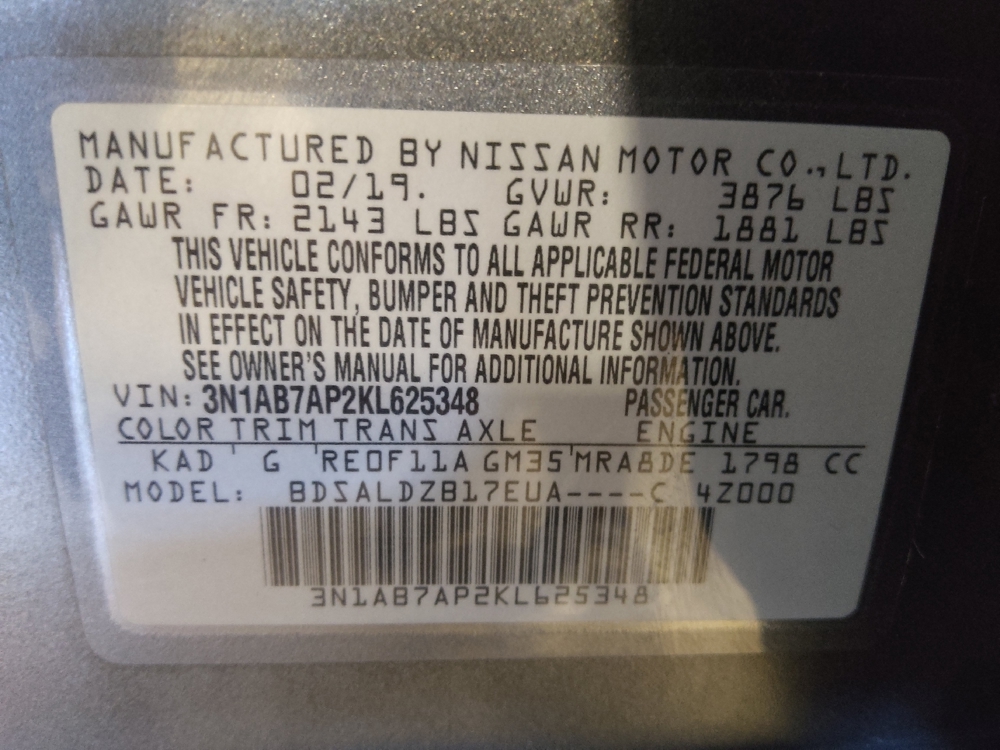 MANUFACTURED BY NISSAN MOTOR CO.,LTD.
DATE: 02/19. GVWR: 3876 LBS
GAWR FR: 2143 LBS GAWR RR: 1881 LBS
THIS VEHICLE CONFORMS TO ALL APPLICABLE FEDERAL MOTOR
VEHICLE SAFETY, BUMPER AND THEFT PREVENTION STANDARDS
IN EFFECT ON THE DATE OF MANUFACTURE SHOWN ABOVE.
SEE OWNER'S MANUAL FOR ADDITIONAL INFORMATION.
VIN: 3N1AB7AP2KL625348 PASSENGER CAR.
COLOR TRIM TRANS AXLE ENGINE
KAD ' G 'RE0F11A GM35'MRA8DE 1798 CC
MODEL: BDSALDZB17EUA----C 4Z000
3N1AB7AP2KL625348